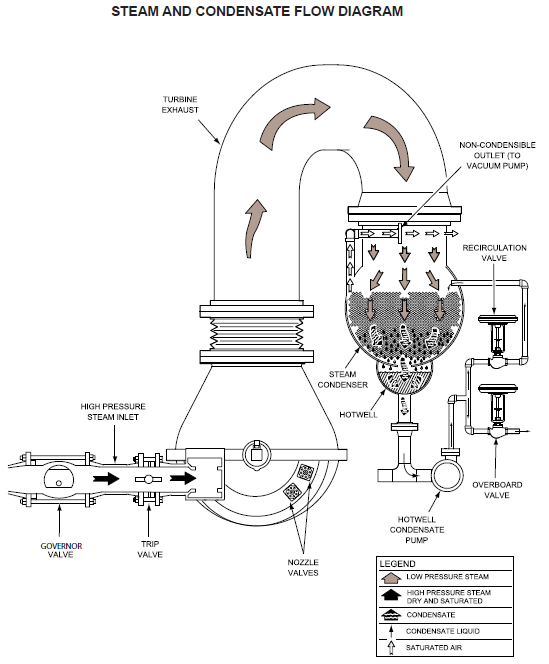 STEAM AND CONDENSATE FLOW DIAGRAM
TURBINE
EXHAUST
NON-CONDENSIBLE
OUTLET (TO
VACUUM PUMP)
RECIRCULATION
VALVE
STEAM
CONDENSER
HOTWELL
HIGH PRESSURE
STEAM INLET
OVERBOARD
VALVE
HOTWELL
CONDENSATE
PUMP
GOVERNOR
VALVE
TRIP
VALVE
NOZZLE
VALVES
LEGEND
LOW PRESSURE STEAM
HIGH PRESSURE STEAM
DRY AND SATURATED
CONDENSATE
CONDENSATE LIQUID
SATURATED AIR